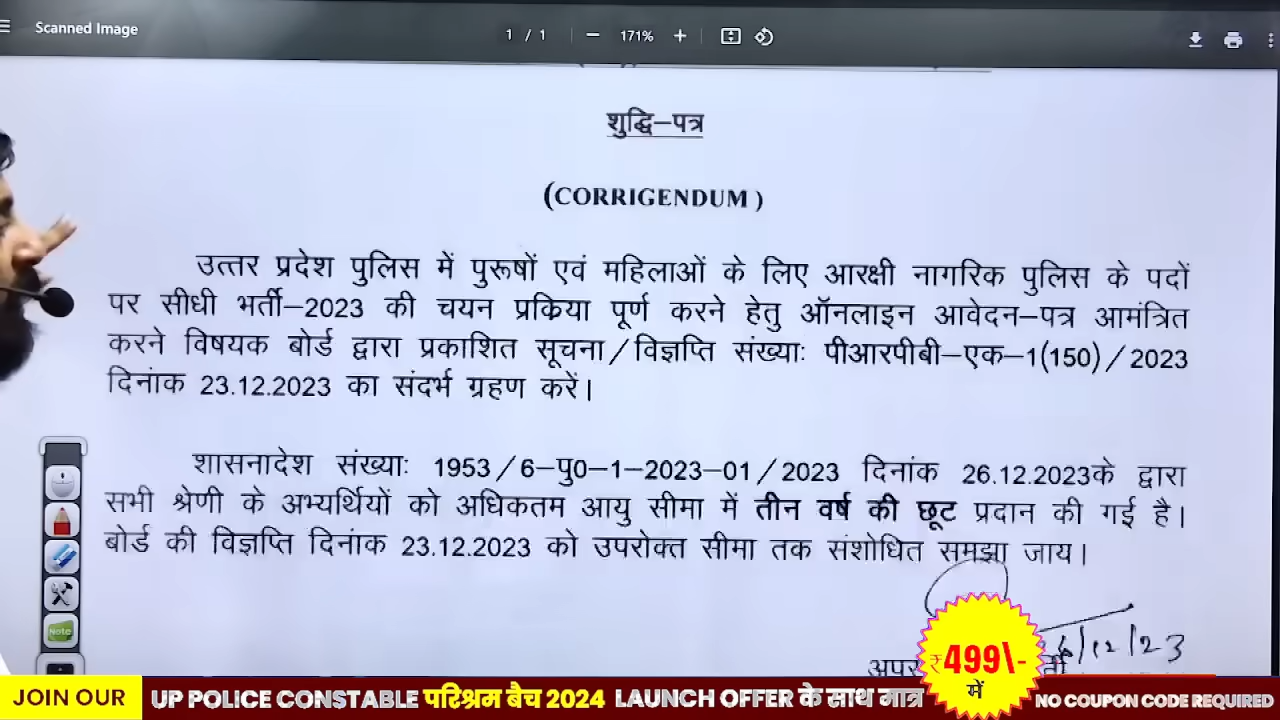 Scanned Image
1 / 1
171%
शुद्धि–पत्र
(CORRIGENDUM)
उत्तर प्रदेश पुलिस में पुरूषों एवं महिलाओं के लिए आरक्षी नागरिक पुलिस के पदों
पर सीधी भर्ती–2023 की चयन प्रकिया पूर्ण करने हेतु ऑनलाइन आवेदन–पत्र आमंत्रित
करने विषयक बोर्ड द्वारा प्रकाशित सूचना/विज्ञप्ति संख्याः पीआरपीबी–एक–1(150)/2023
दिनांक 23.12.2023 का संदर्भ ग्रहण करें।
शासनादेश संख्याः 1953/6–पु0–1–2023–01/2023 दिनांक 26.12.2023के द्वारा
सभी श्रेणी के अभ्यर्थियों को अधिकतम आयु सीमा में तीन वर्ष की छूट प्रदान की गई है।
बोर्ड की विज्ञप्ति दिनांक 23.12.2023 को उपरोक्त सीमा तक संशोधित समझा जाय।
/12/23
अपर
Note
₹499\-
में
JOIN OUR UP POLICE CONSTABLE परिश्रम बैच 2024 LAUNCH OFFER के साथ मात्र NO COUPON CODE REQUIRED